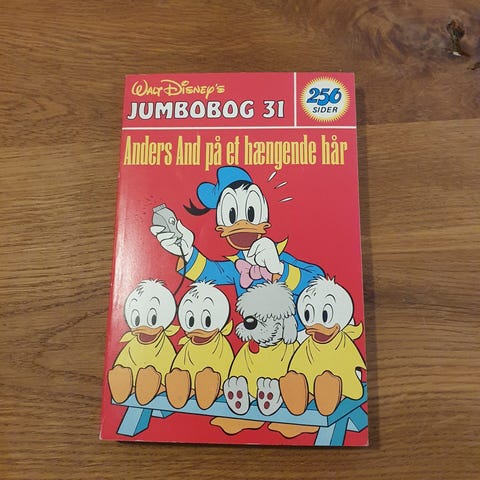 Walt Disney's
JUMBOBOG 31
256
SIDER
Anders And på et hængende hår